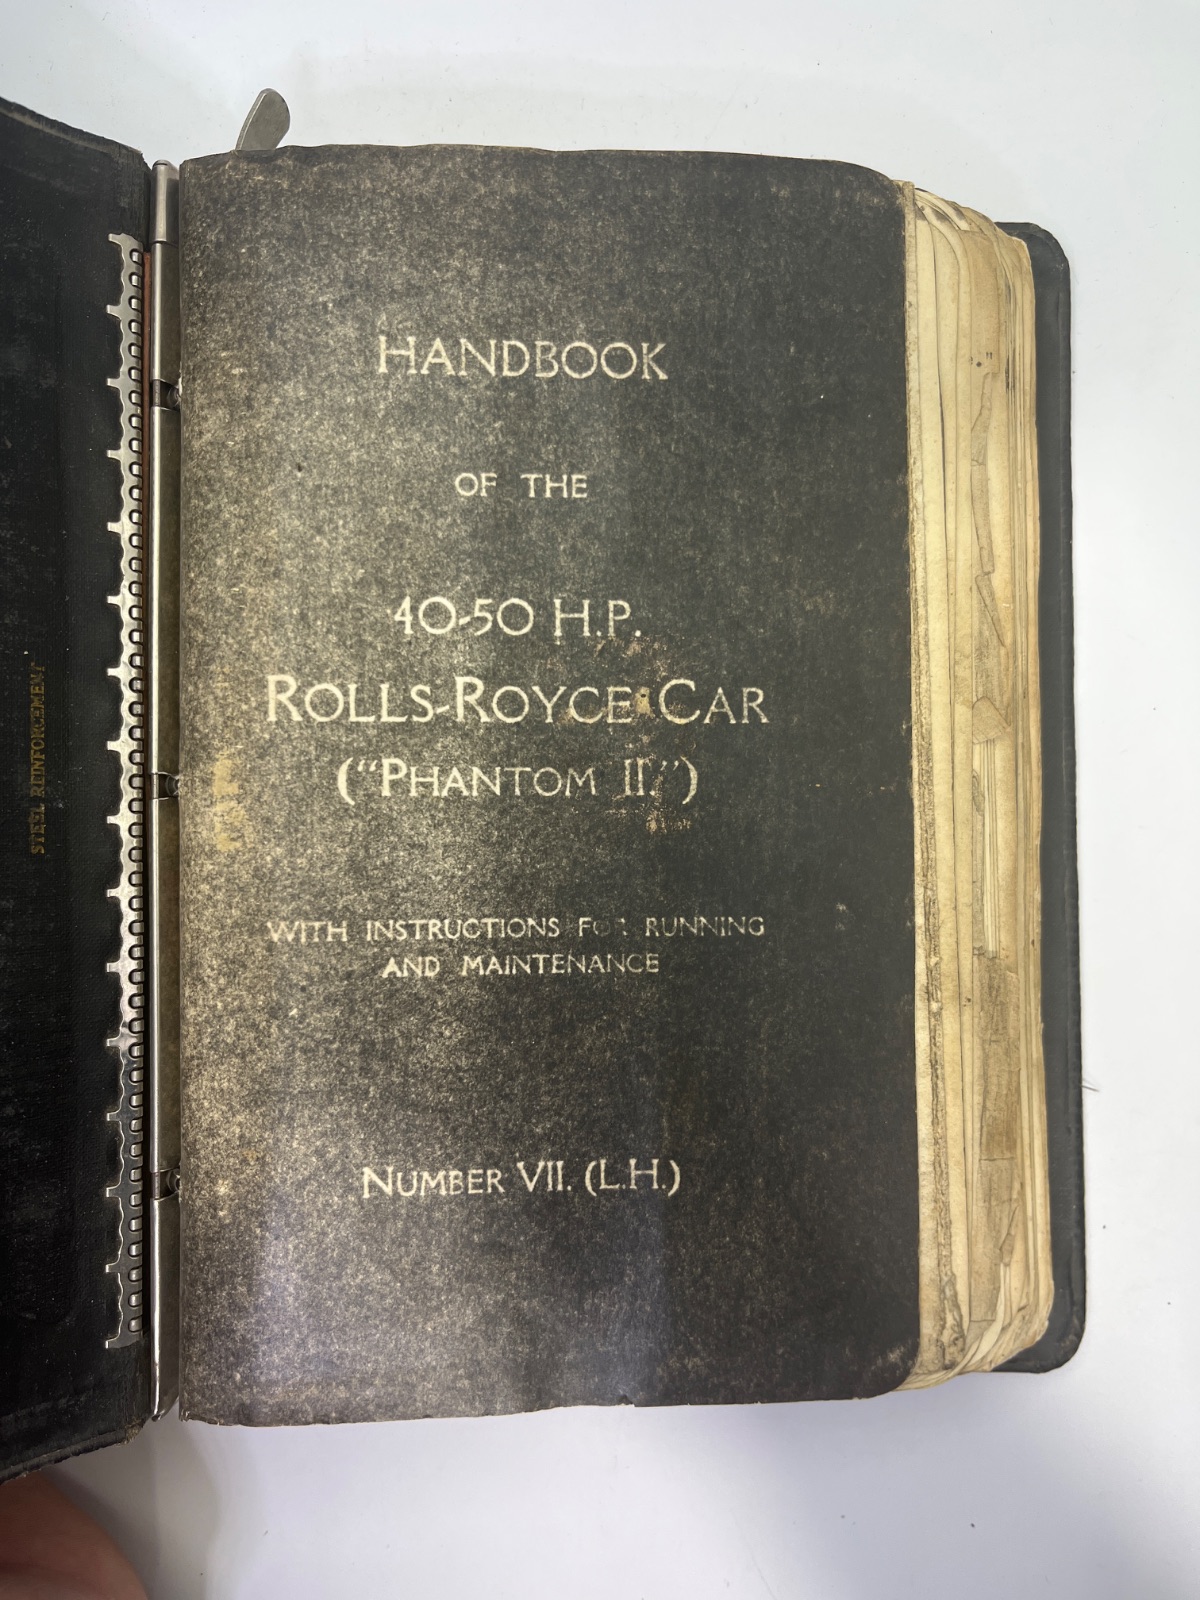 STEEL REINFORCEMENT
HANDBOOK
OF THE
40-50 H.P.
ROLLS-ROYCE CAR
("PHANTOM II.")
WITH INSTRUCTIONS FOR RUNNING
AND MAINTENANCE
NUMBER VII. (L.H.)